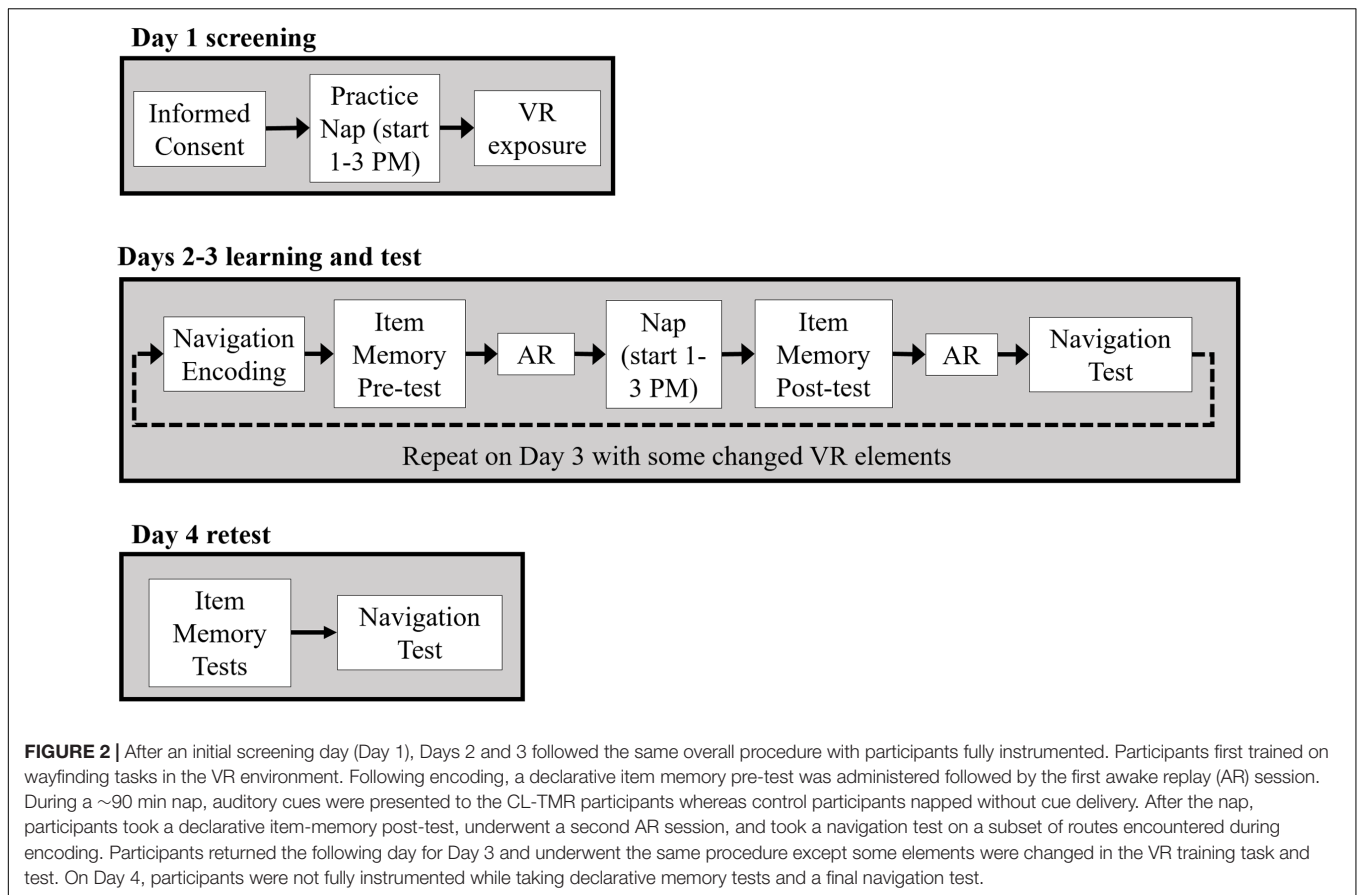 Day 1 screening
Informed
Consent
Practice
Nap (start
1-3 PM)
VR
exposure
Days 2-3 learning and test
Navigation
Encoding
Item
Memory
Pre-test
AR
Nap
(start 1-
3 PM)
Item
Memory
Post-test
AR
Navigation
Test
Repeat on Day 3 with some changed VR elements
Day 4 retest
Item
Memory
Tests
Navigation
Test
FIGURE 2 | After an initial screening day (Day 1), Days 2 and 3 followed the same overall procedure with participants fully instrumented. Participants first trained on
wayfinding tasks in the VR environment. Following encoding, a declarative item memory pre-test was administered followed by the first awake replay (AR) session.
During a ∼90 min nap, auditory cues were presented to the CL-TMR participants whereas control participants napped without cue delivery. After the nap,
participants took a declarative item-memory post-test, underwent a second AR session, and took a navigation test on a subset of routes encountered during
encoding. Participants returned the following day for Day 3 and underwent the same procedure except some elements were changed in the VR training task and
test. On Day 4, participants were not fully instrumented while taking declarative memory tests and a final navigation test.